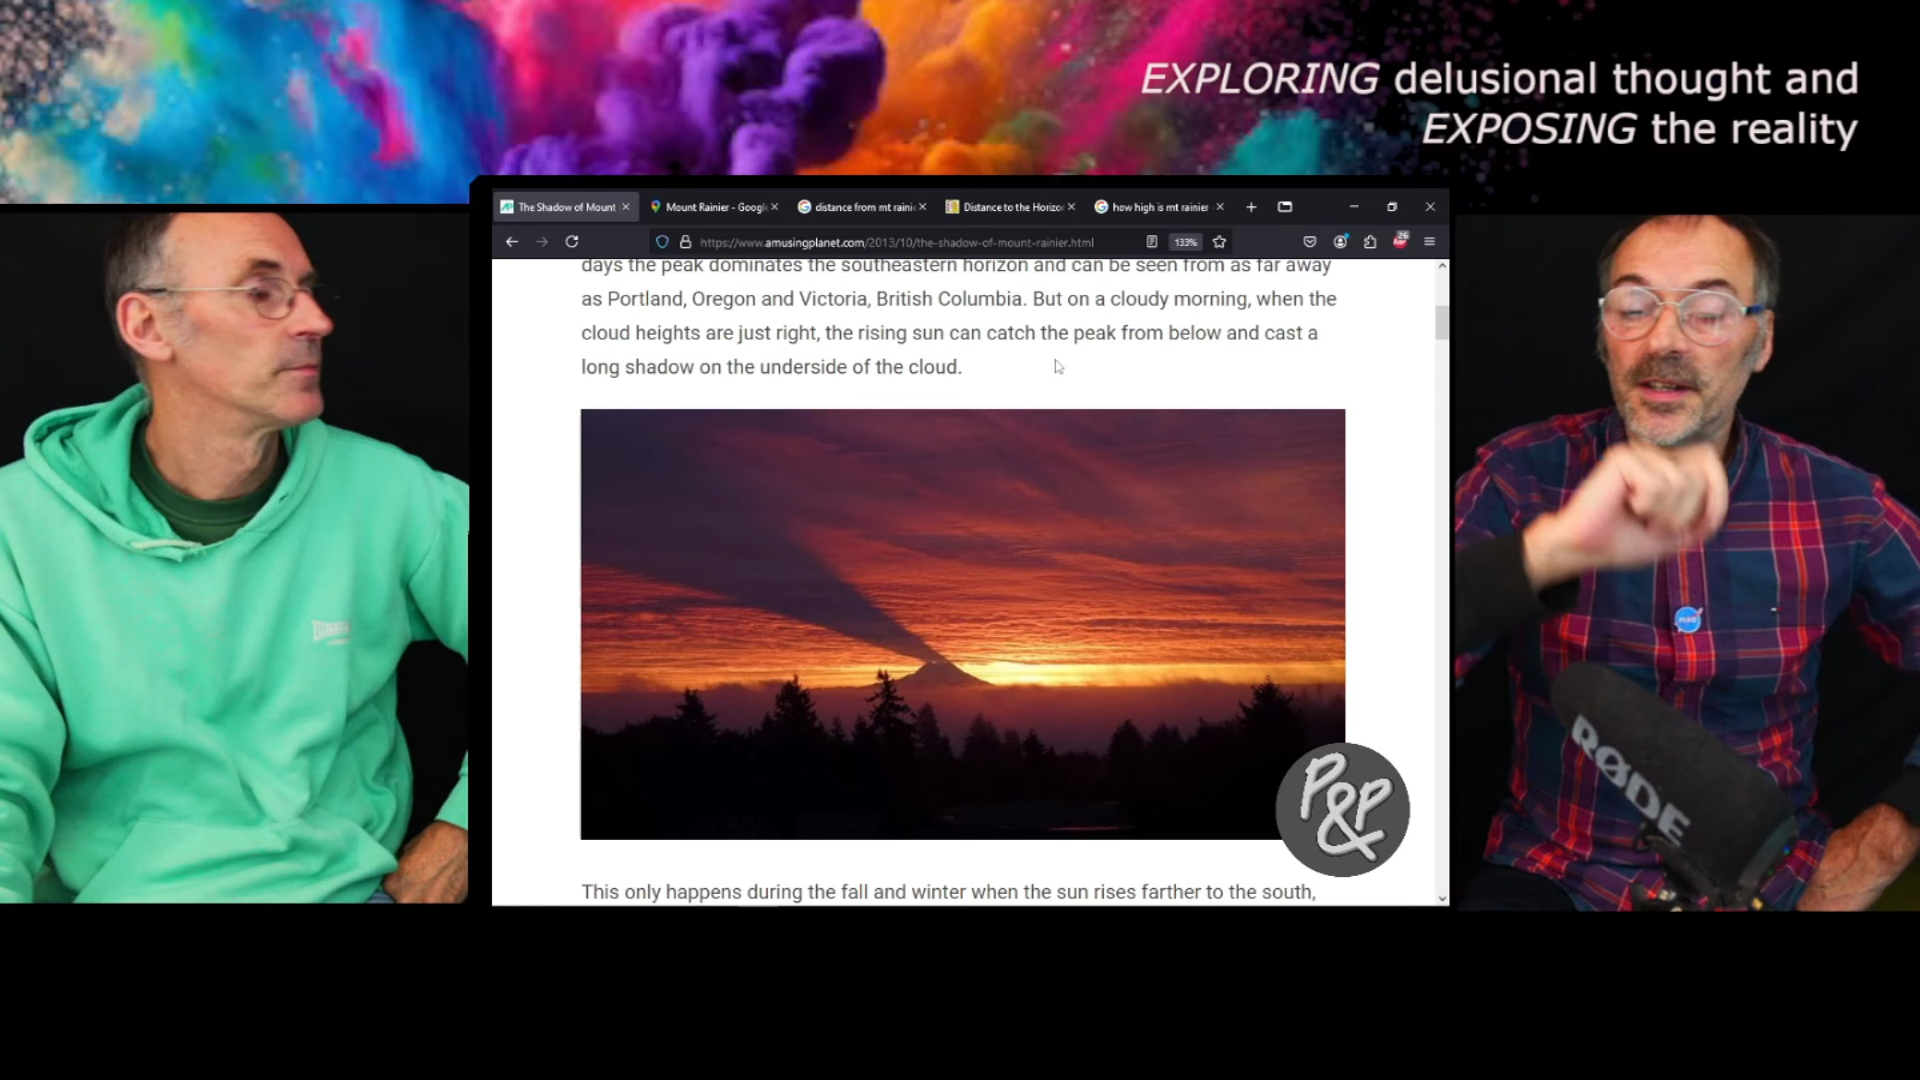 EXPLORING delusional thought and
EXPOSING the reality
The Shadow of Mount
Mount Rainier - Google
distance from mt raini
Distance to the Horizo
how high is mt rainier
https://www.amusingplanet.com/2013/10/the-shadow-of-mount-rainier.html
133%
26
days the peak dominates the southeastern horizon and can be seen from as far away
as Portland, Oregon and Victoria, British Columbia. But on a cloudy morning, when the
cloud heights are just right, the rising sun can catch the peak from below and cast a
long shadow on the underside of the cloud.
P&P
This only happens during the fall and winter when the sun rises farther to the south,
RØDE